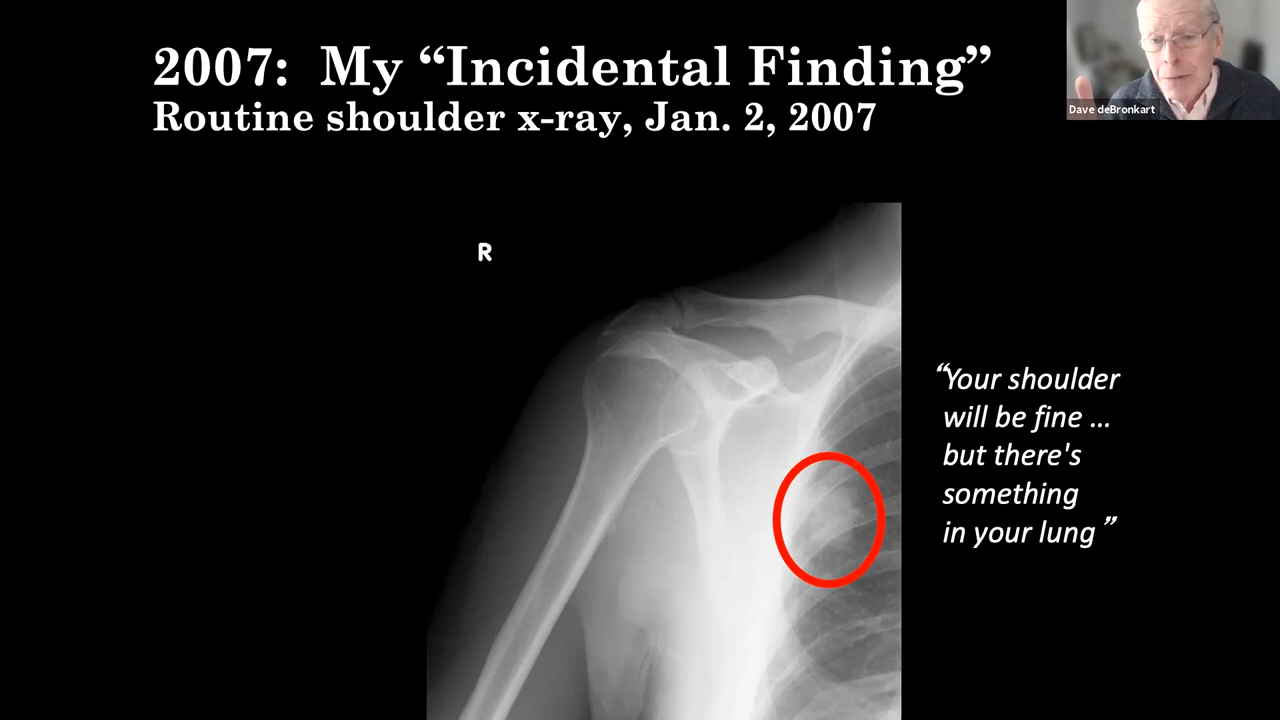 2007:  My “Incidental Finding”
Routine shoulder x-ray, Jan. 2, 2007
Dave deBronkart
R
“Your shoulder
will be fine ...
but there's
something
in your lung ”